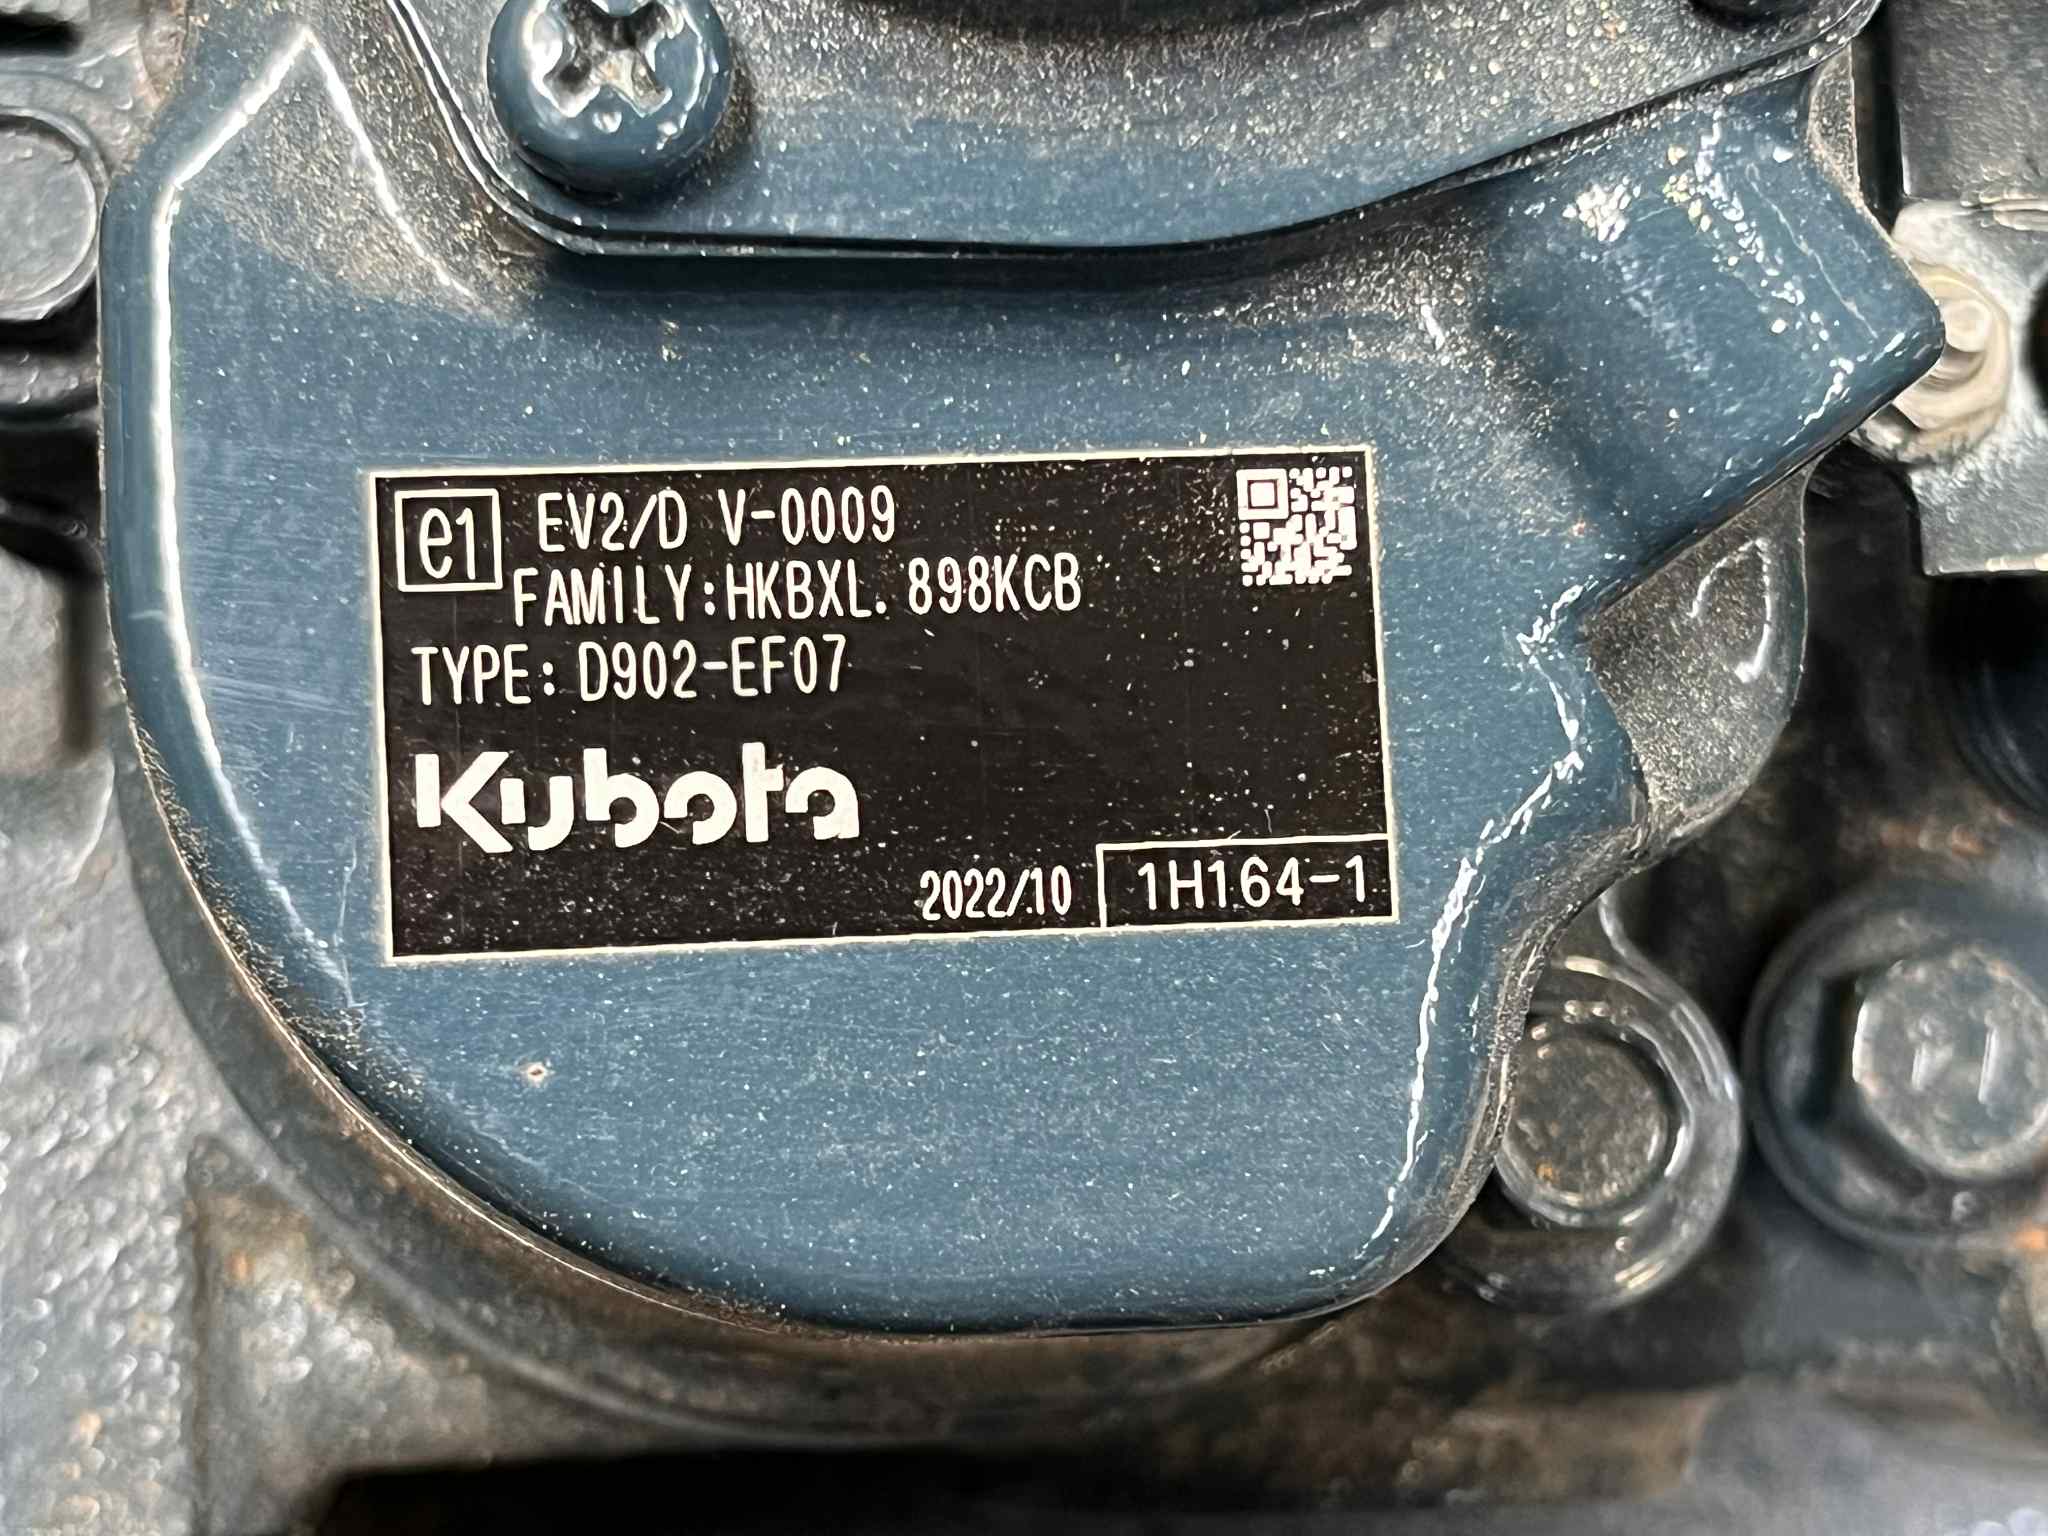 e1 EV2/D V-0009
FAMILY:HKBXL.898KCB
TYPE: D902-EF07
Kubota
2022/10 1H164-1